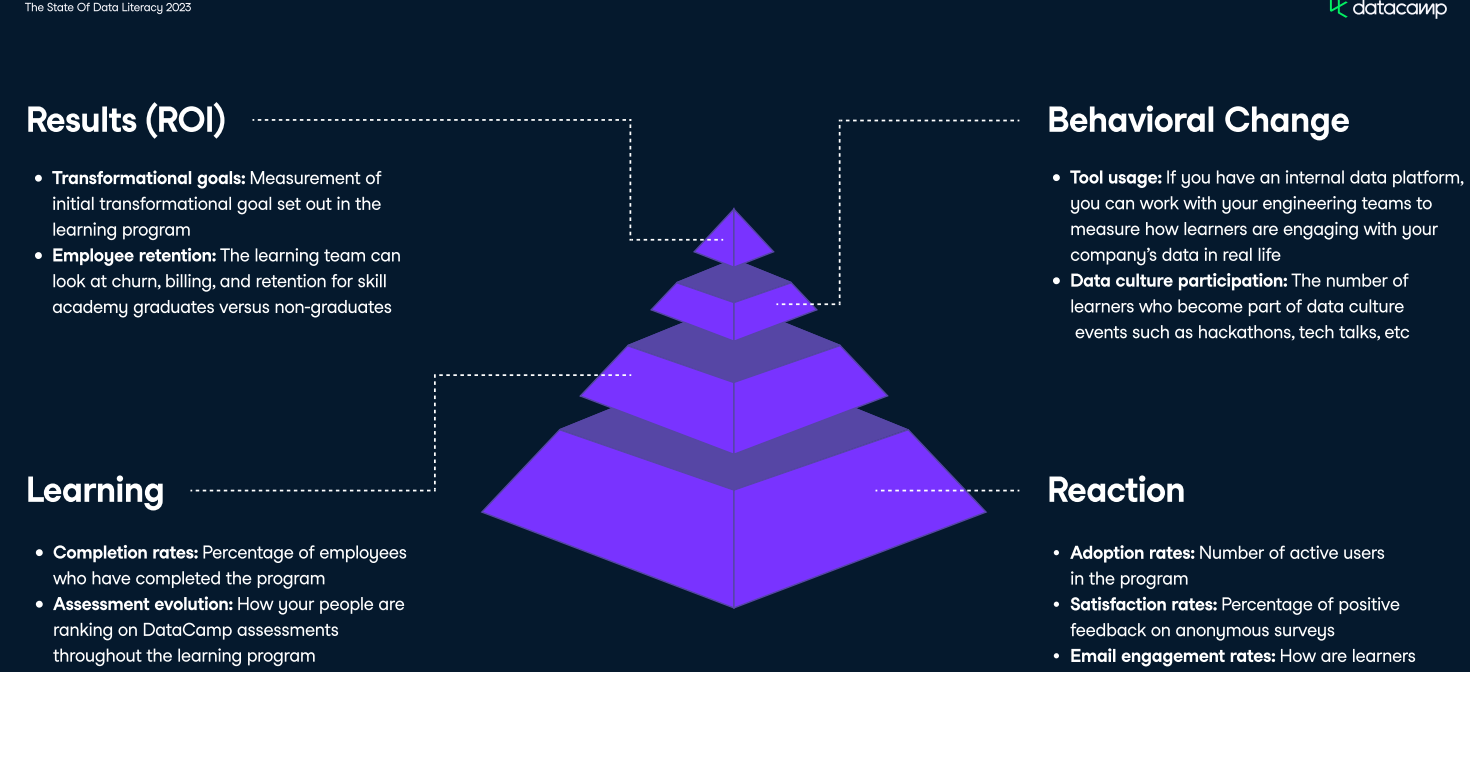 The State Of Data Literacy 2023
datacamp
Results (ROI)
Transformational goals: Measurement of
initial transformational goal set out in the
learning program
Employee retention: The learning team can
look at churn, billing, and retention for skill
academy graduates versus non-graduates
Behavioral Change
Tool usage: If you have an internal data platform,
you can work with your engineering teams to
measure how learners are engaging with your
company’s data in real life
Data culture participation: The number of
learners who become part of data culture
events such as hackathons, tech talks, etc
Learning
Completion rates: Percentage of employees
who have completed the program
Assessment evolution: How your people are
ranking on DataCamp assessments
throughout the learning program
Reaction
Adoption rates: Number of active users
in the program
Satisfaction rates: Percentage of positive
feedback on anonymous surveys
Email engagement rates: How are learners